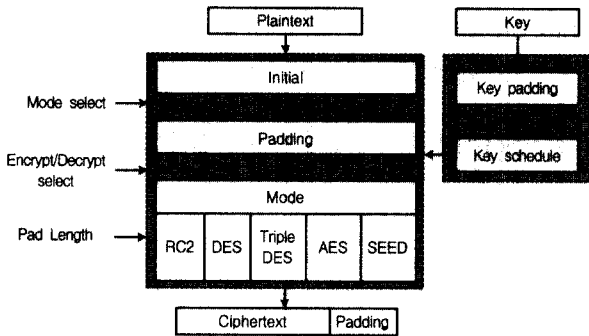 Plaintext
Key
Initial
Key padding
Mode select
Padding
Key schedule
Encrypt/Decrypt
select
Mode
Pad Length
RC2
DES
Triple
DES
AES
SEED
Ciphertext
Padding